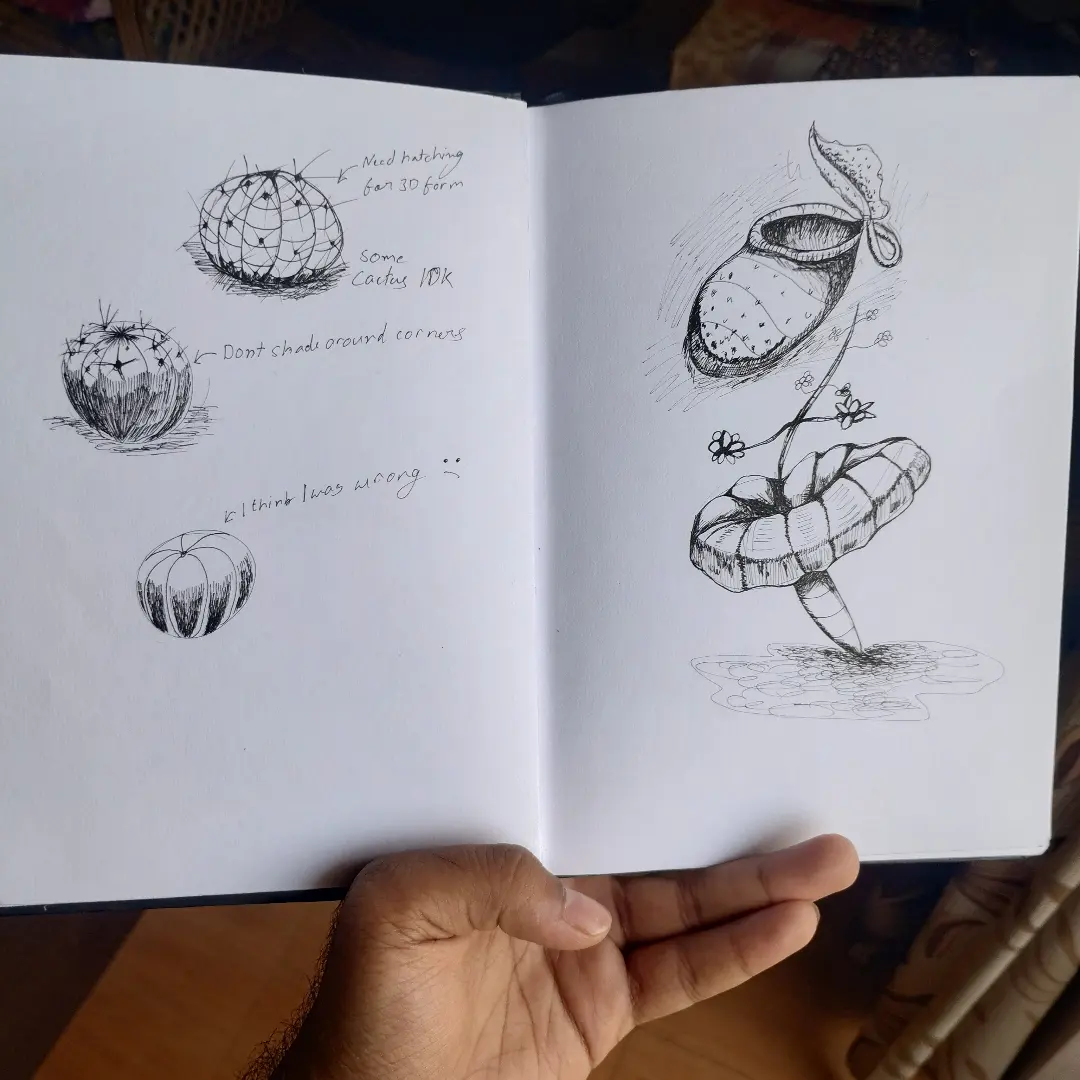 Need hatching
for 3D form
some
Cactus IDK
Dont shade around corners
I think I was wrong :(